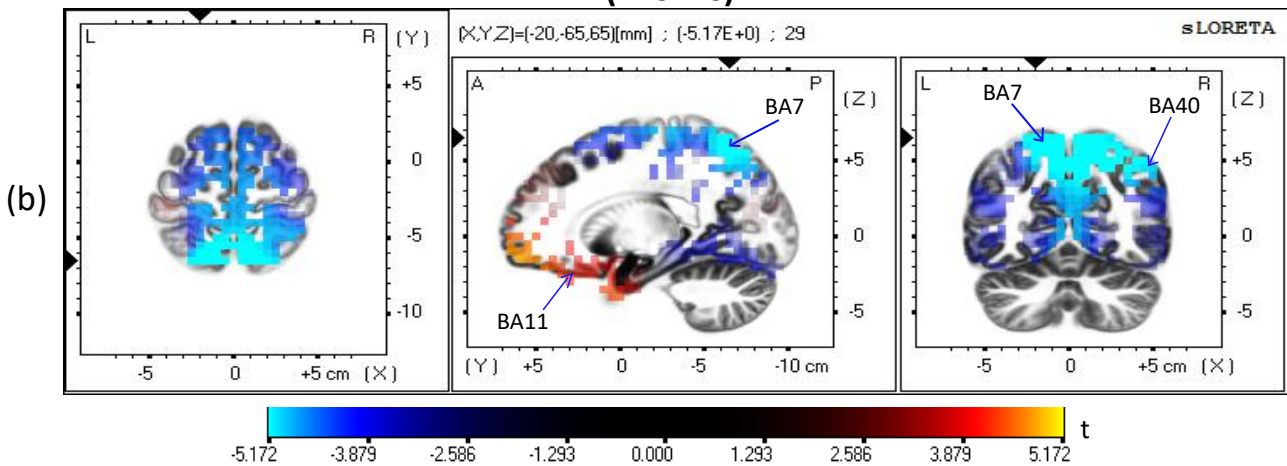 (b)
L R (Y)
+5
0
-5
-10
-5 0 +5 cm (X)
(X,Y,Z)=(-20,-65,65)[mm] ; (-5.17E+0) ; 29
sLORETA
A P (Z)
BA7
+5
0
-5
BA11
(Y) +5 0 -5 -10 cm
L R (Z)
BA7
BA40
+5
0
-5
-5 0 +5 cm (X)
-5.172 -3.879 -2.586 -1.293 0.000 1.293 2.586 3.879 5.172 t